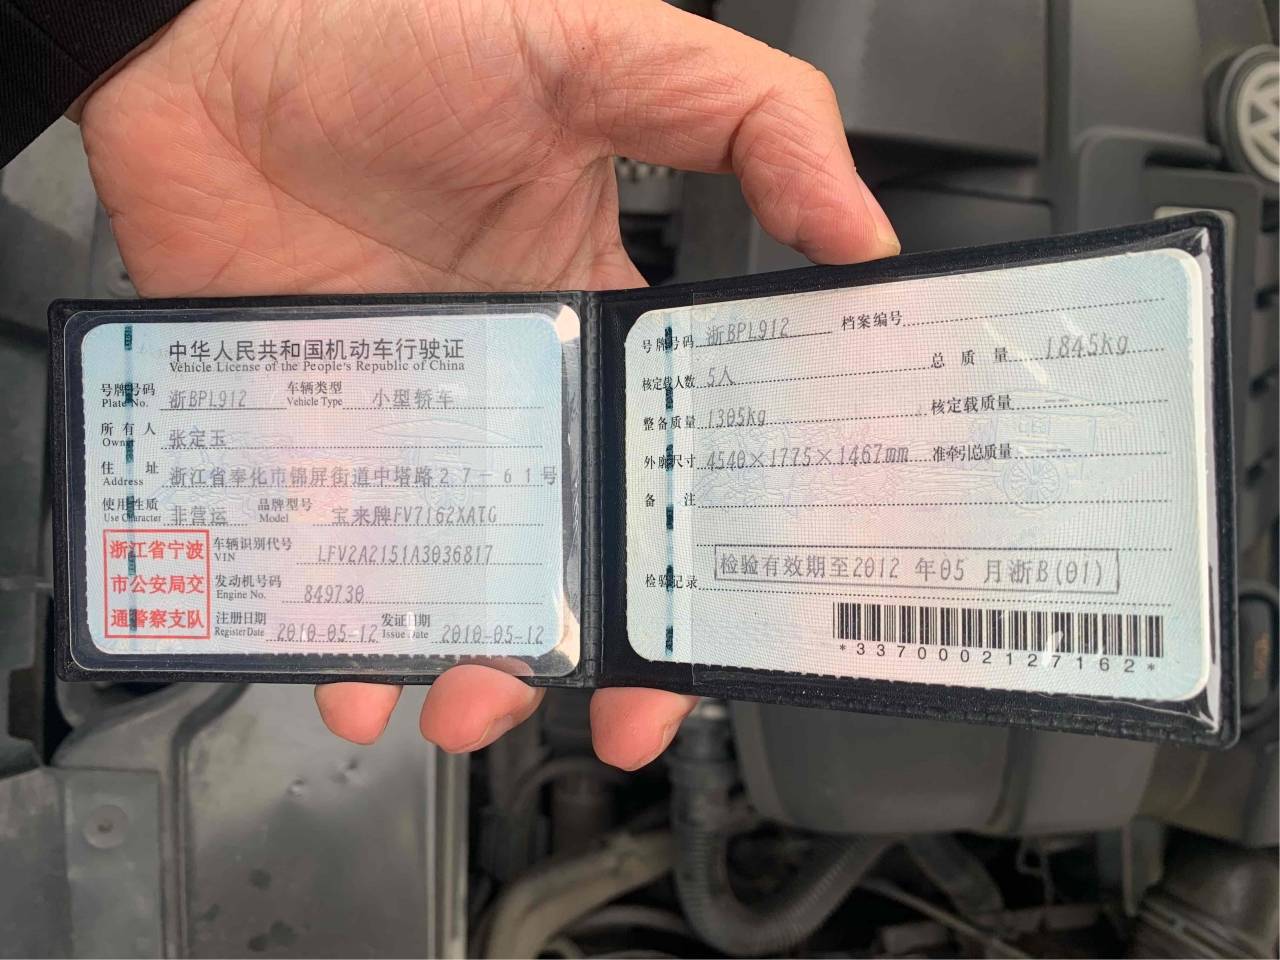 中华人民共和国机动车行驶证
Vehicle License of the People's Republic of China
号牌号码 浙BPL912 车辆类型 小型轿车
Plate No. Vehicle Type
所有人 张定玉
Owner
住址 浙江省奉化市锦屏街道中塔路27-61号
Address
使用性质 非营运 品牌型号 宝来牌FV7162XATG
Use Character Model
浙江省宁波
市公安局交
通警察支队
车辆识别代号 LFV2A2151A3036817
VIN
发动机号码 849730
Engine No.
注册日期 2010-05-12 发证日期 2010-05-12
Register Date Issue Date
号牌号码 浙BPL912 档案编号
核定载人数 5人 总质量 1845kg
整备质量 1305kg 核定载质量 --
外廓尺寸 4540×1775×1467mm 准牵引总质量 --
备注
检验记录 检验有效期至2012年05月浙B(01)
*3370002127162*